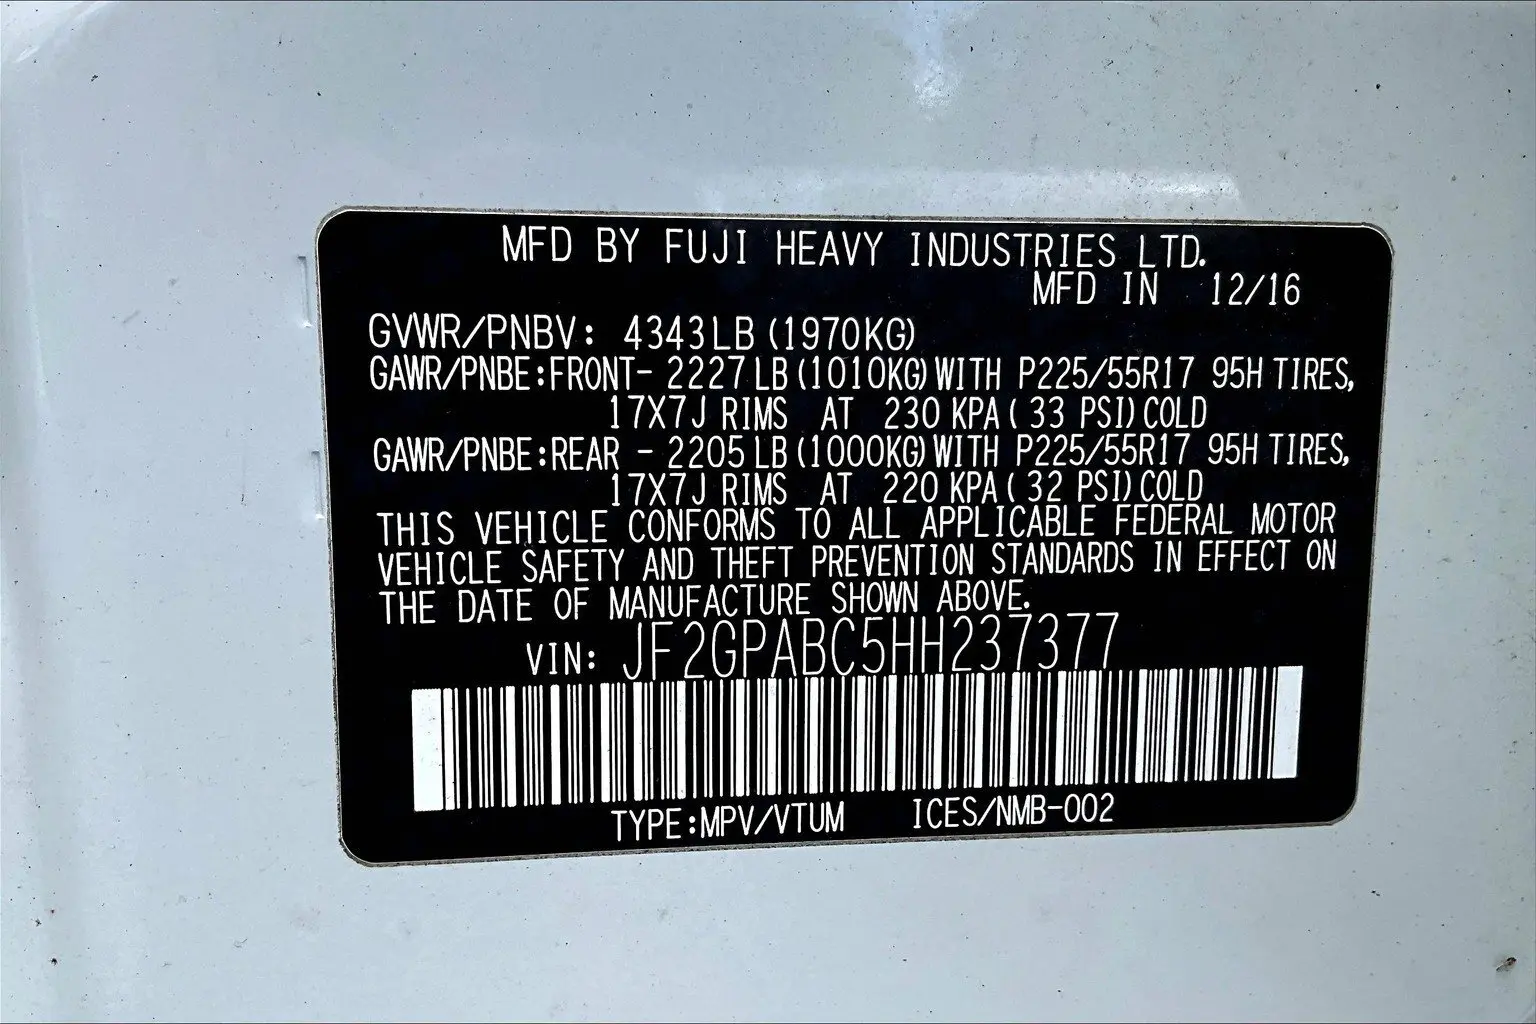 MFD BY FUJI HEAVY INDUSTRIES LTD.
MFD IN 12/16
GVWR/PNBV: 4343LB (1970KG)
GAWR/PNBE:FRONT- 2227LB (1010KG) WITH P225/55R17 95H TIRES,
17X7J RIMS AT 230 KPA ( 33 PSI) COLD
GAWR/PNBE:REAR - 2205LB (1000KG) WITH P225/55R17 95H TIRES,
17X7J RIMS AT 220 KPA ( 32 PSI) COLD
THIS VEHICLE CONFORMS TO ALL APPLICABLE FEDERAL MOTOR
VEHICLE SAFETY AND THEFT PREVENTION STANDARDS IN EFFECT ON
THE DATE OF MANUFACTURE SHOWN ABOVE.
VIN: JF2GPABC5HH237377
TYPE:MPV/VTUM ICES/NMB-002